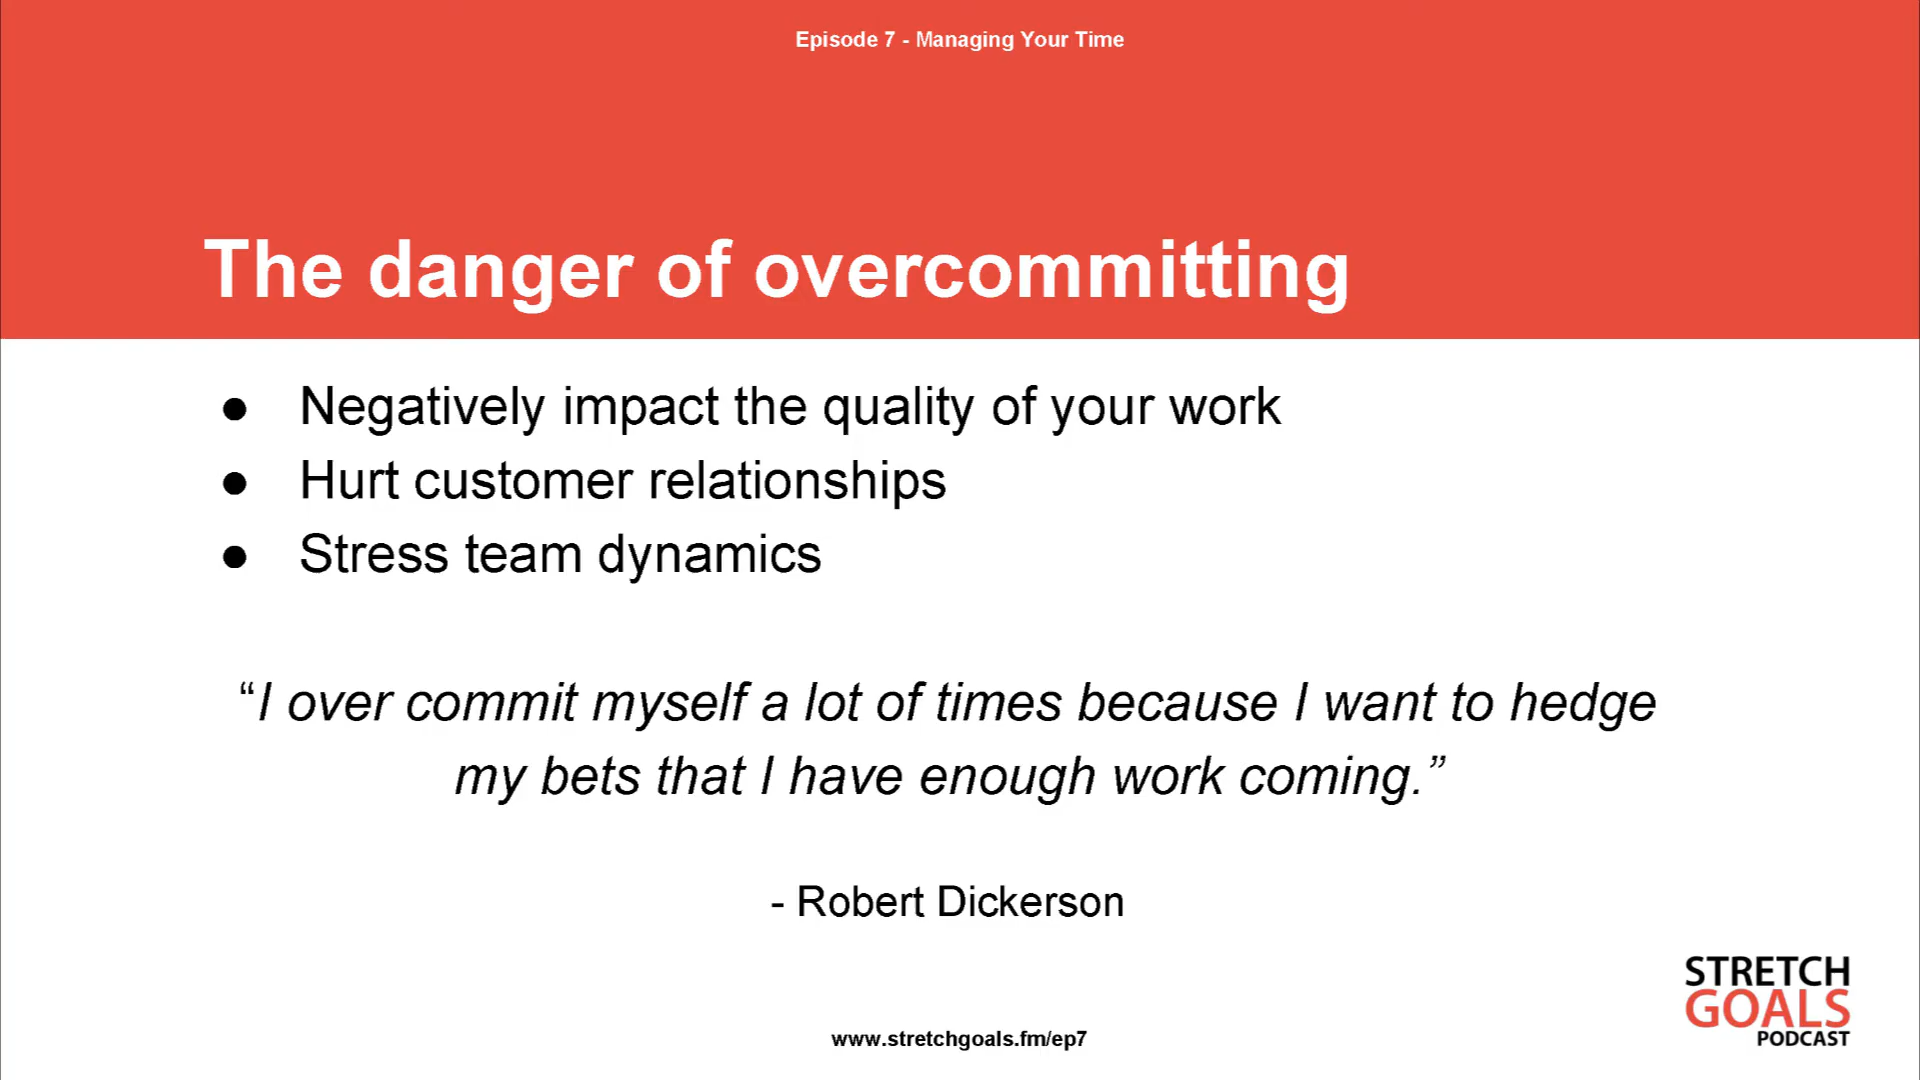 Episode 7 - Managing Your Time
The danger of overcommitting
● Negatively impact the quality of your work
● Hurt customer relationships
● Stress team dynamics
“I over commit myself a lot of times because I want to hedge
my bets that I have enough work coming.”
- Robert Dickerson
STRETCH
GOALS
PODCAST
www.stretchgoals.fm/ep7